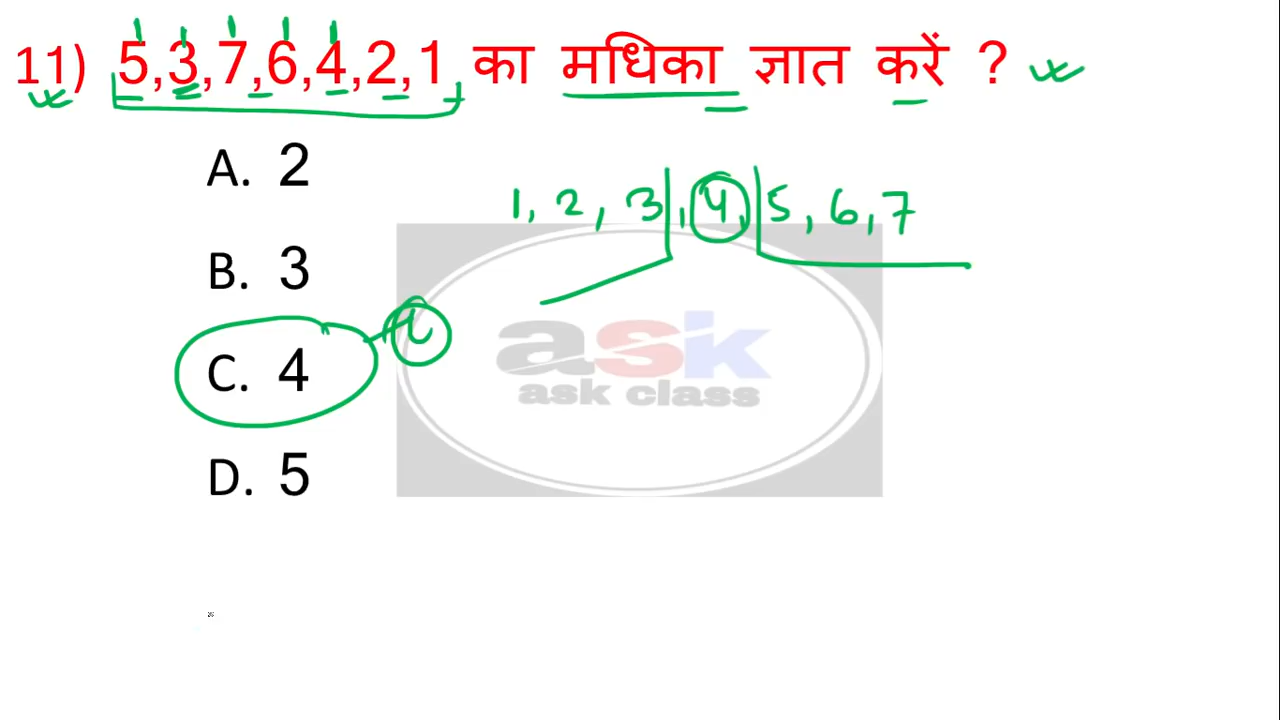 11) 5,3,7,6,4,2,1 का मधिका ज्ञात करें ?
A. 2
1, 2, 3, 4, 5, 6, 7
B. 3
C. 4
ask
ask class
D. 5